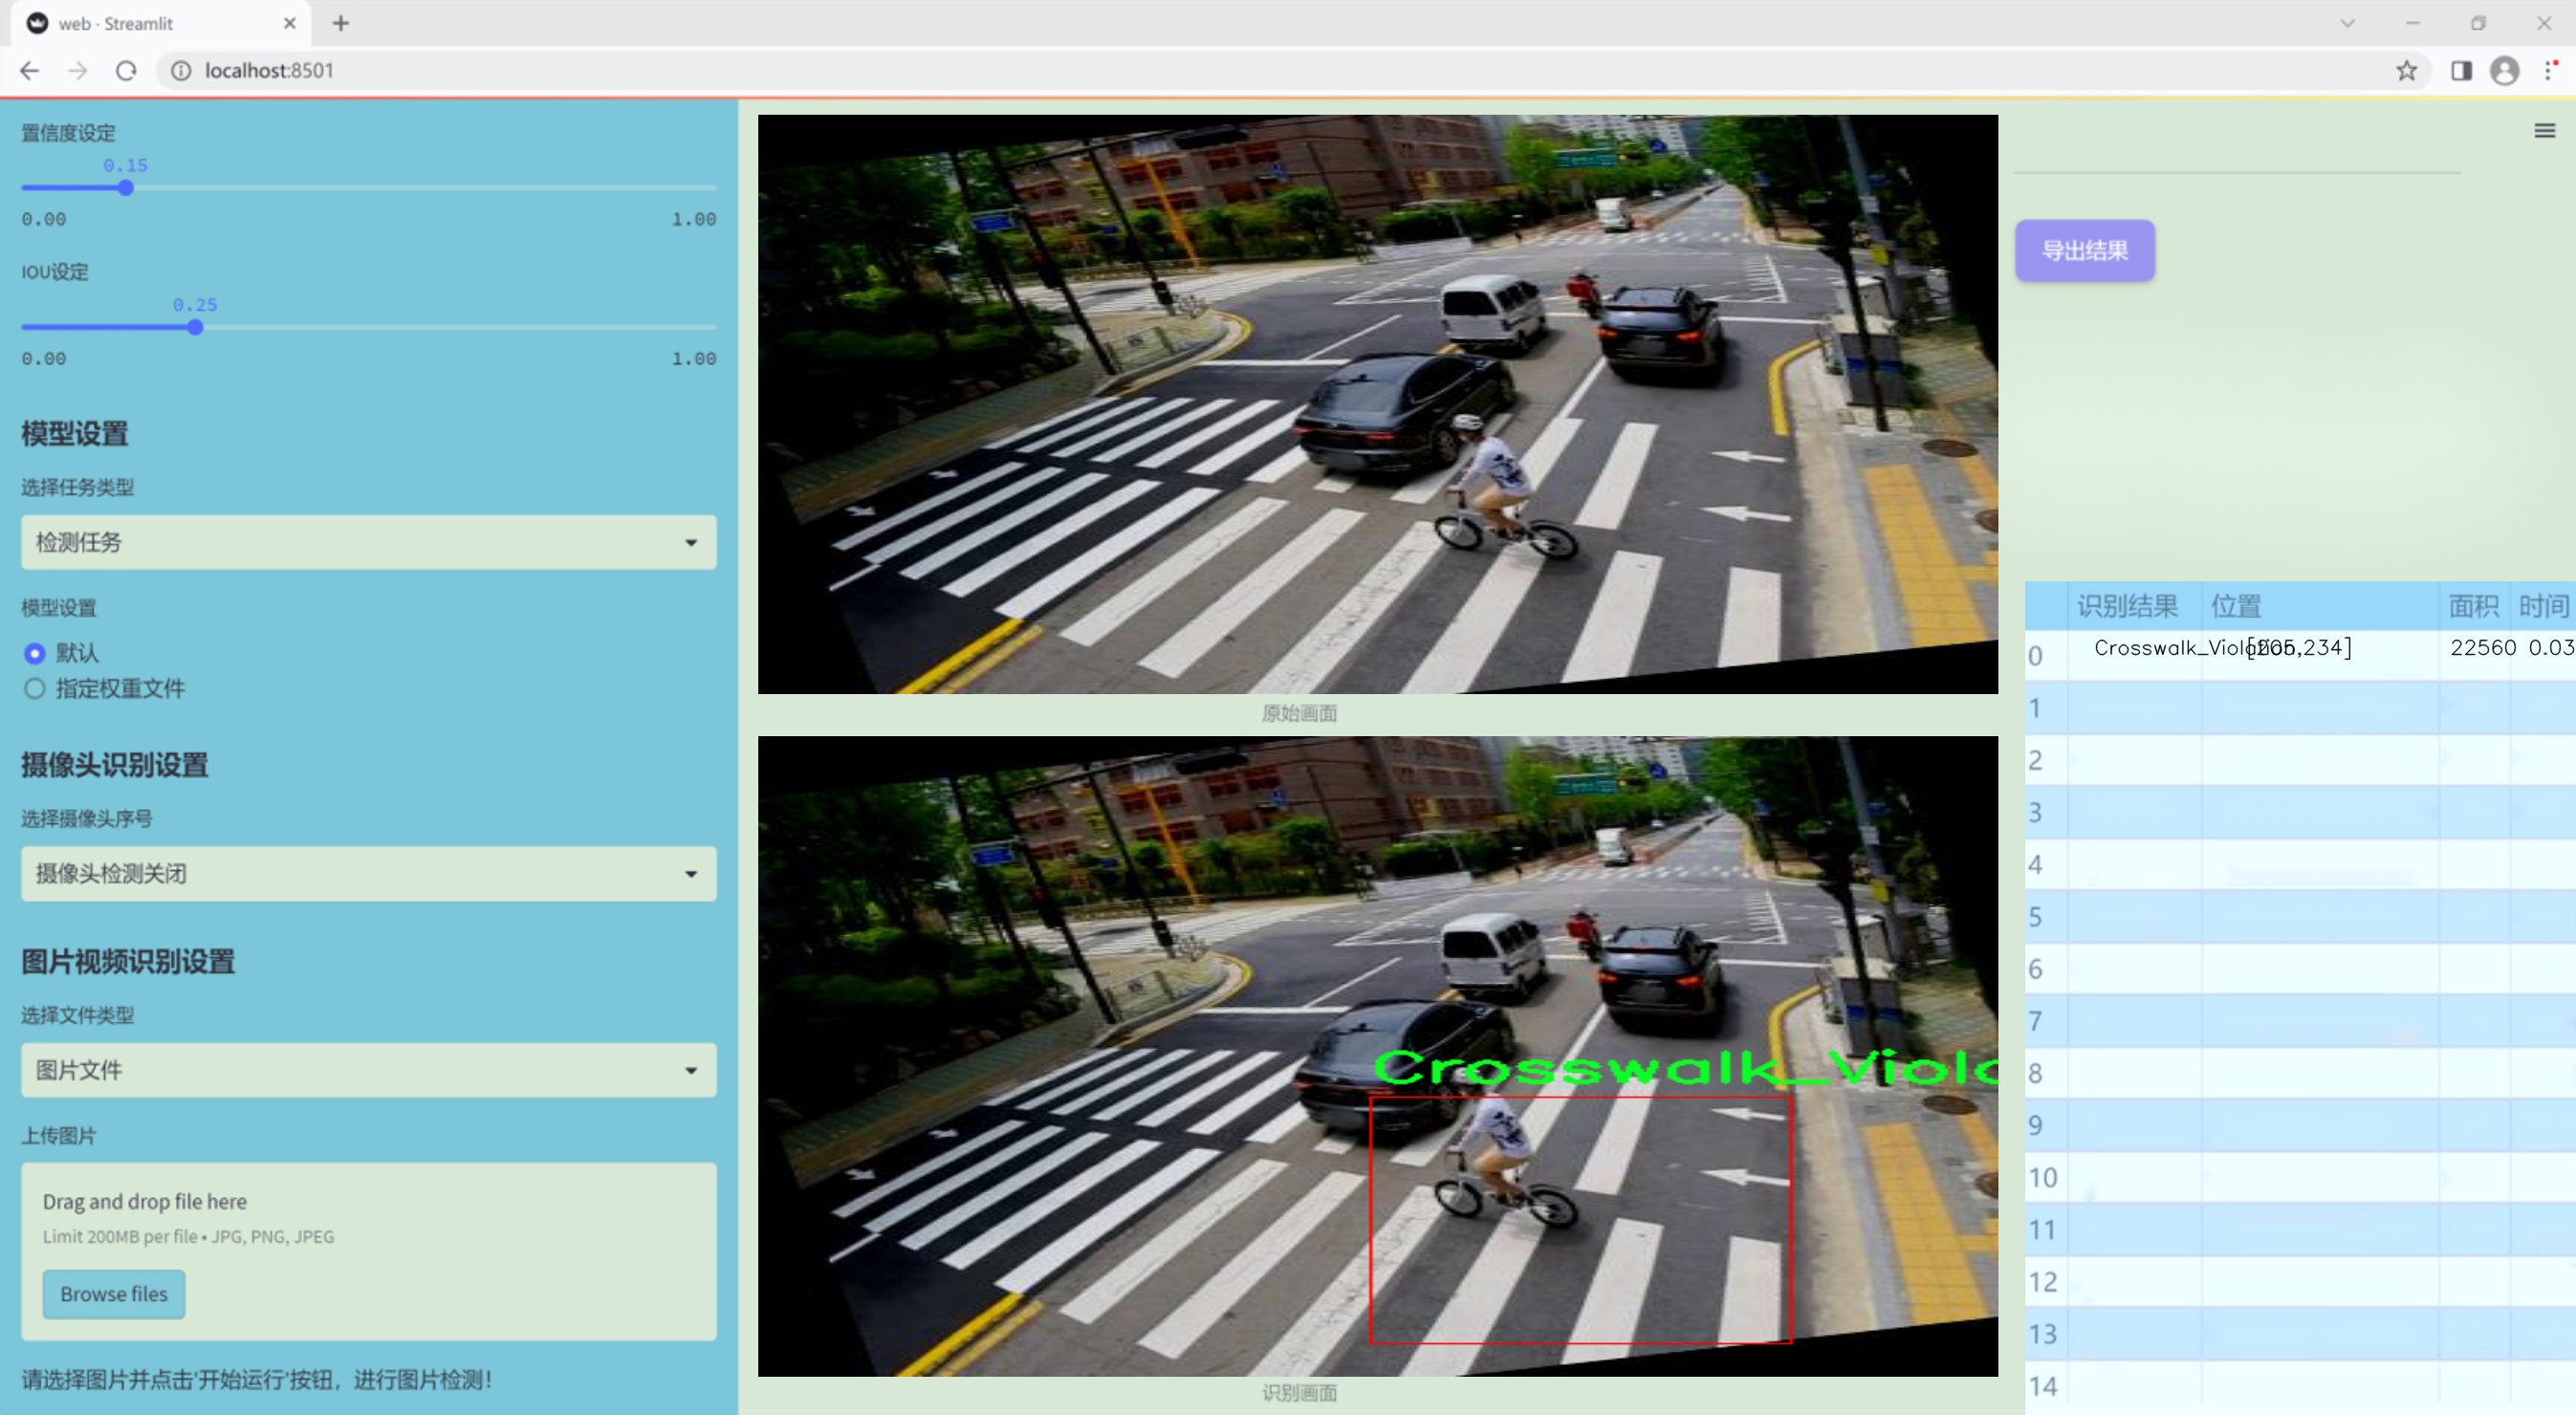 web · Streamlit
localhost:8501
置信度设定
0.15
0.00 1.00
IOU设定
0.25
0.00 1.00
模型设置
选择任务类型
检测任务
模型设置
默认
指定权重文件
摄像头识别设置
选择摄像头序号
摄像头检测关闭
图片视频识别设置
选择文件类型
图片文件
上传图片
Drag and drop file here
Limit 200MB per file • JPG, PNG, JPEG
Browse files
请选择图片并点击'开始运行'按钮，进行图片检测！
原始画面
Crosswalk_Viola
识别画面
导出结果
识别结果 位置 面积 时间
0 Crosswalk_Violation [205,234] 22560 0.03
1
2
3
4
5
6
7
8
9
10
11
12
13
14